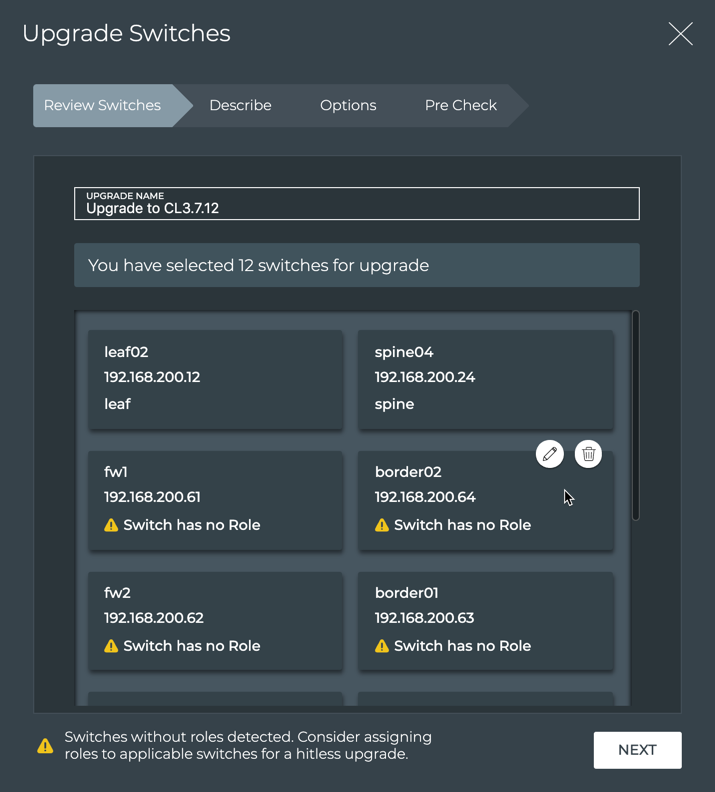 Upgrade Switches
Review Switches
Describe
Options
Pre Check
UPGRADE NAME
Upgrade to CL3.7.12
You have selected 12 switches for upgrade
leaf02
192.168.200.12
leaf
spine04
192.168.200.24
spine
fw1
192.168.200.61
Switch has no Role
border02
192.168.200.64
Switch has no Role
fw2
192.168.200.62
Switch has no Role
border01
192.168.200.63
Switch has no Role
Switches without roles detected. Consider assigning
roles to applicable switches for a hitless upgrade.
NEXT